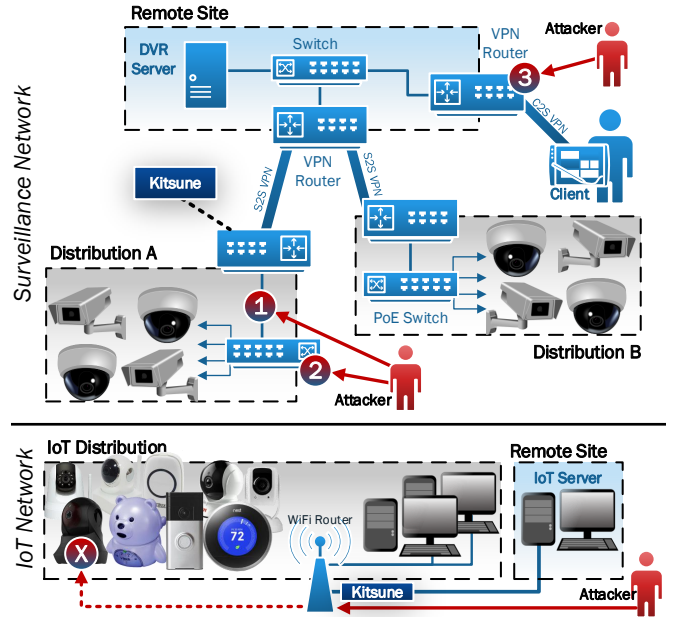 Remote Site
VPN
Router
Attacker
DVR
Server
Switch
3
C2S VPN
VPN
Router
Client
S2S VPN
S2S VPN
Kitsune
Surveillance Network
Distribution A
1
PoE Switch
2
Distribution B
Attacker
IoT Network
IoT Distribution
Remote Site
IoT Server
WiFi Router
nest
72
X
Kitsune
Attacker